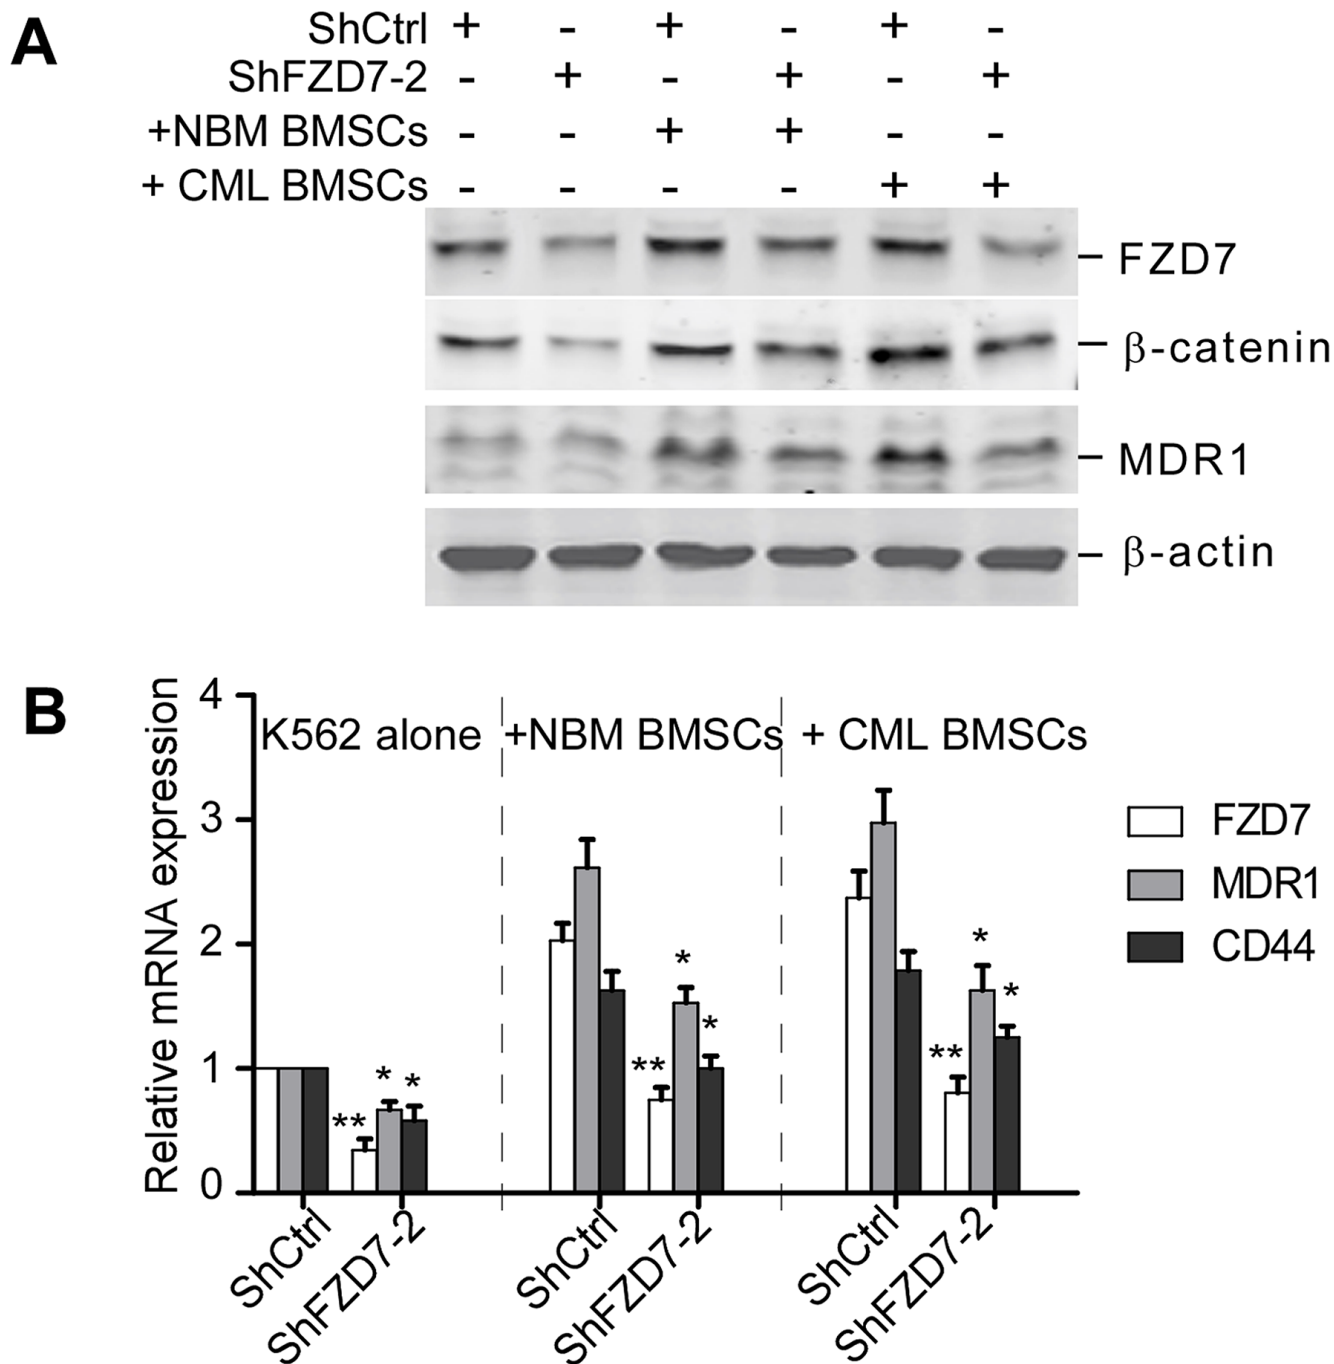 A
ShCtrl + - + - + -
ShFZD7-2 - + - + - +
+NBM BMSCs - - + + - -
+ CML BMSCs - - - - + +
FZD7
β-catenin
MDR1
β-actin
B
Relative mRNA expression
4
3
2
1
0
K562 alone
+NBM BMSCs
+ CML BMSCs
** * *
** * *
** * *
ShCtrl
ShFZD7-2
ShCtrl
ShFZD7-2
ShCtrl
ShFZD7-2
FZD7
MDR1
CD44